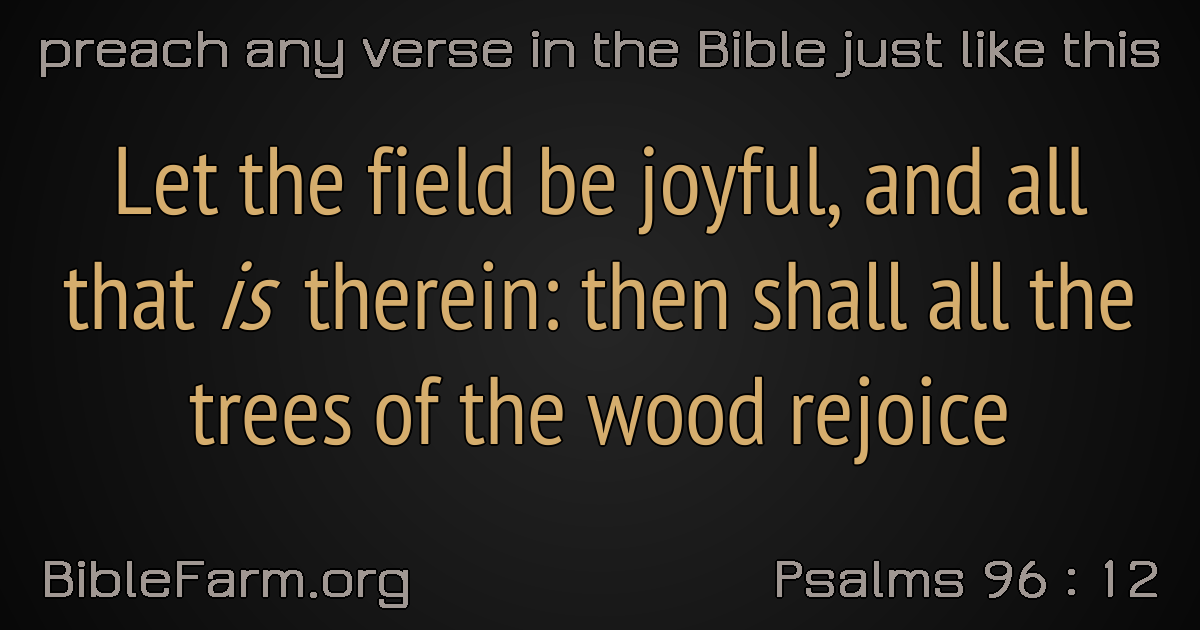 preach any verse in the Bible just like this
Let the field be joyful, and all
that is therein: then shall all the
trees of the wood rejoice
BibleFarm.org
Psalms 96 : 12